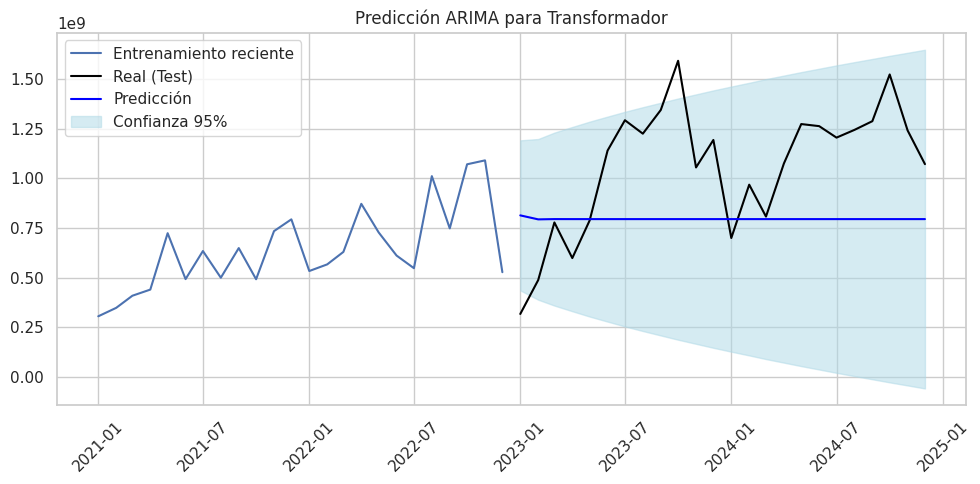 Predicción ARIMA para Transformador
1e9
Entrenamiento reciente
Real (Test)
Predicción
Confianza 95%
1.50
1.25
1.00
0.75
0.50
0.25
0.00
2021-01
2021-07
2022-01
2022-07
2023-01
2023-07
2024-01
2024-07
2025-01